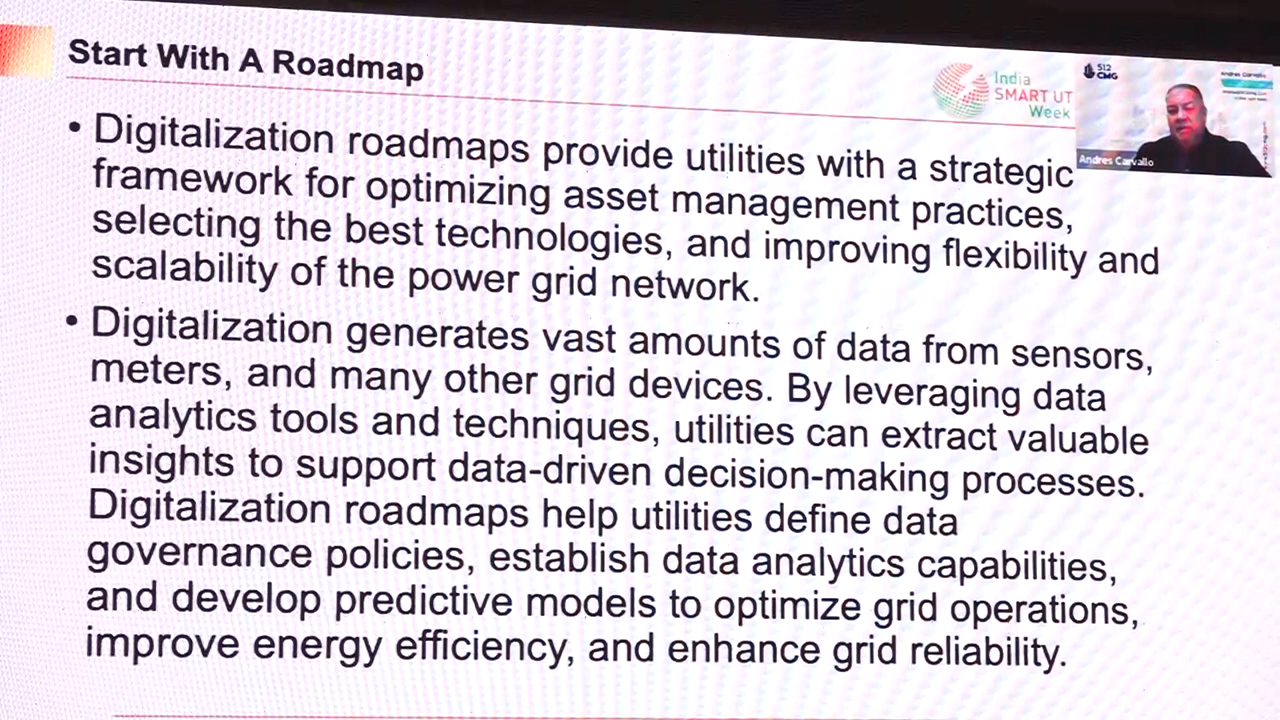 Start With A Roadmap
India
SMART UT
Week
512
CMG
Andres Carvallo
Andres Carvallo
• Digitalization roadmaps provide utilities with a strategic
framework for optimizing asset management practices,
selecting the best technologies, and improving flexibility and
scalability of the power grid network.
• Digitalization generates vast amounts of data from sensors,
meters, and many other grid devices. By leveraging data
analytics tools and techniques, utilities can extract valuable
insights to support data-driven decision-making processes.
Digitalization roadmaps help utilities define data
governance policies, establish data analytics capabilities,
and develop predictive models to optimize grid operations,
improve energy efficiency, and enhance grid reliability.